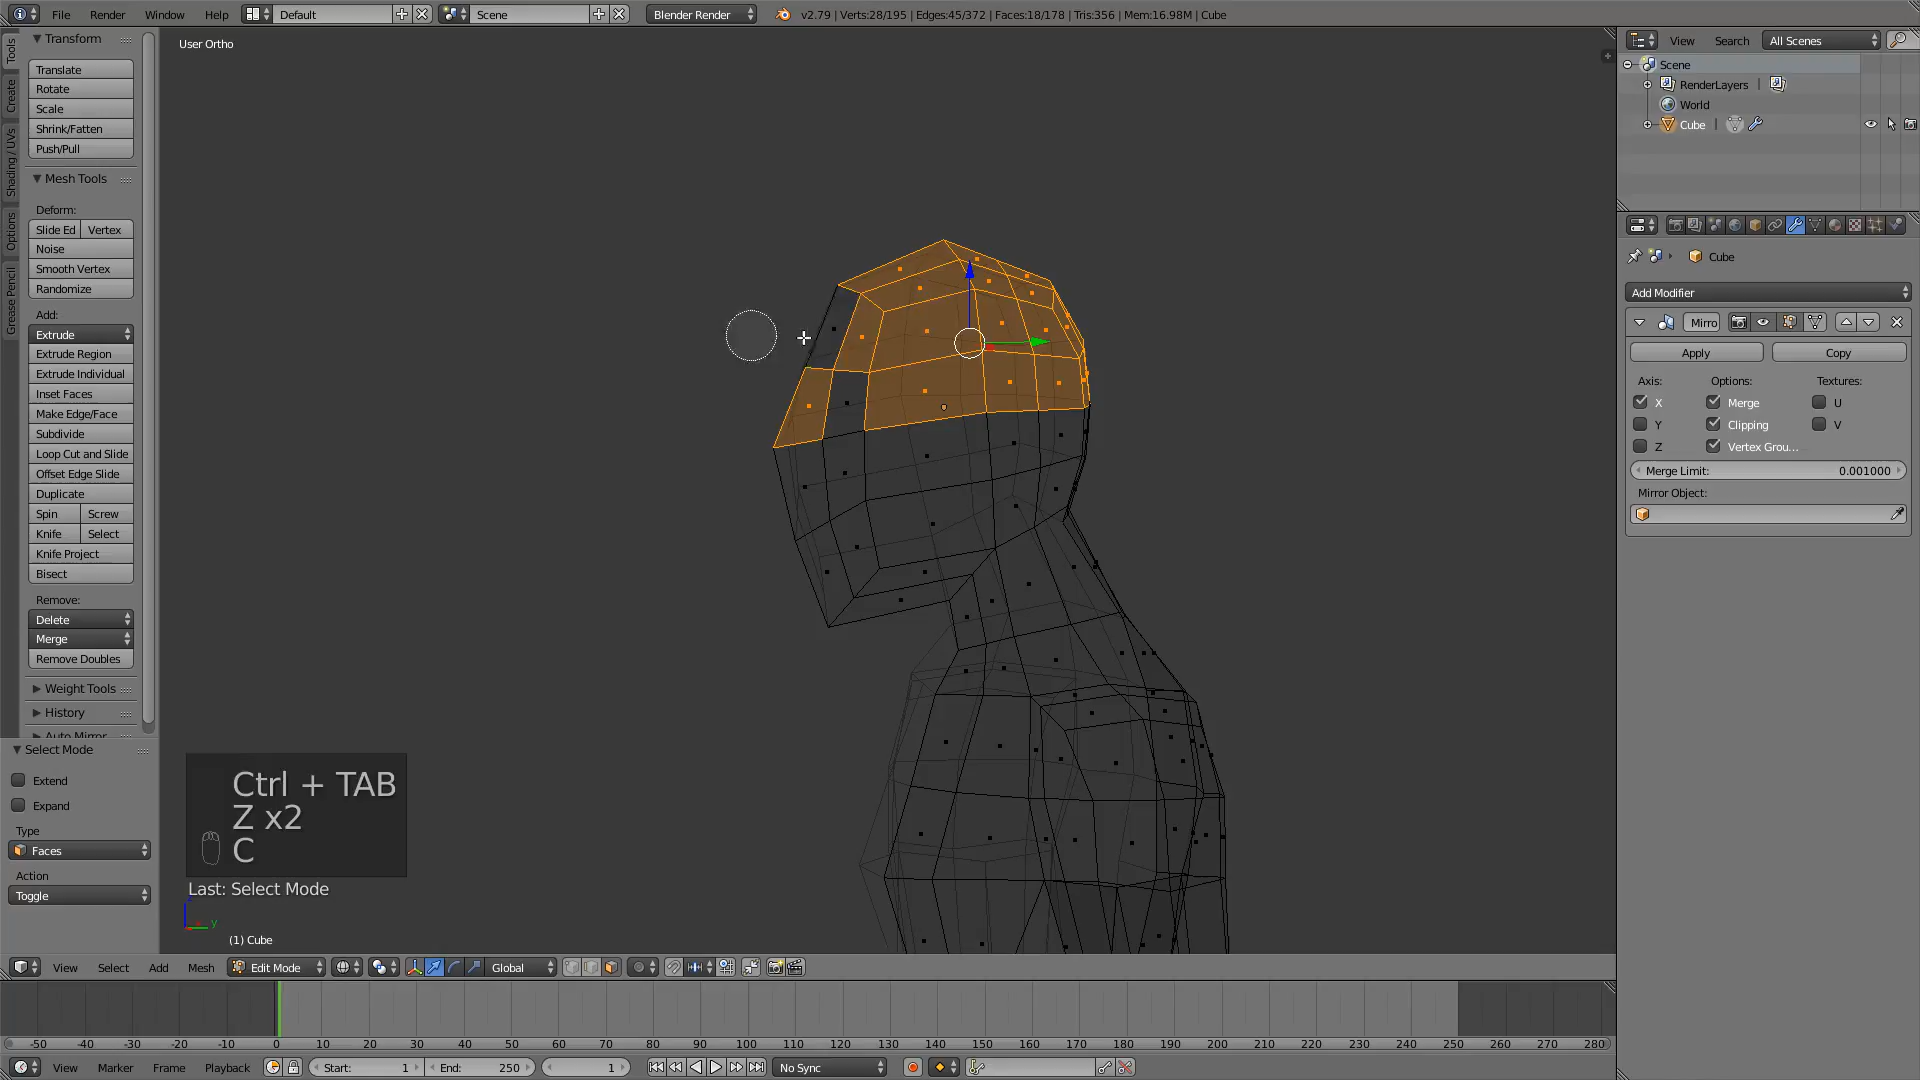 File Render Window Help Default Scene Blender Render v2.79 | Verts:28/195 | Edges:45/372 | Faces:18/178 | Tris:356 | Mem:16.98M | Cube
Tools
Create
Shading / UVs
Options
Grease Pencil
Transform
Translate
Rotate
Scale
Shrink/Fatten
Push/Pull
Mesh Tools
Deform:
Slide Ed Vertex
Noise
Smooth Vertex
Randomize
Add:
Extrude
Extrude Region
Extrude Individual
Inset Faces
Make Edge/Face
Subdivide
Loop Cut and Slide
Offset Edge Slide
Duplicate
Spin Screw
Knife Select
Knife Project
Bisect
Remove:
Delete
Merge
Remove Doubles
Weight Tools
History
Auto Mirror
Select Mode
Extend
Expand
Type
Faces
Action
Toggle
User Ortho
Ctrl + TAB
Z x2
C
Last: Select Mode
y
(1) Cube
View Select Add Mesh Edit Mode Global
View Search All Scenes
Scene
RenderLayers |
World
Cube |
Cube
Add Modifier
Mirro
Apply Copy
Axis: Options: Textures:
X Merge U
Y Clipping V
Z Vertex Grou...
Merge Limit: 0.001000
Mirror Object:
-50 -40 -30 -20 -10 0 10 20 30 40 50 60 70 80 90 100 110 120 130 140 150 160 170 180 190 200 210 220 230 240 250 260 270 280
View Marker Frame Playback Start: 1 End: 250 1 No Sync